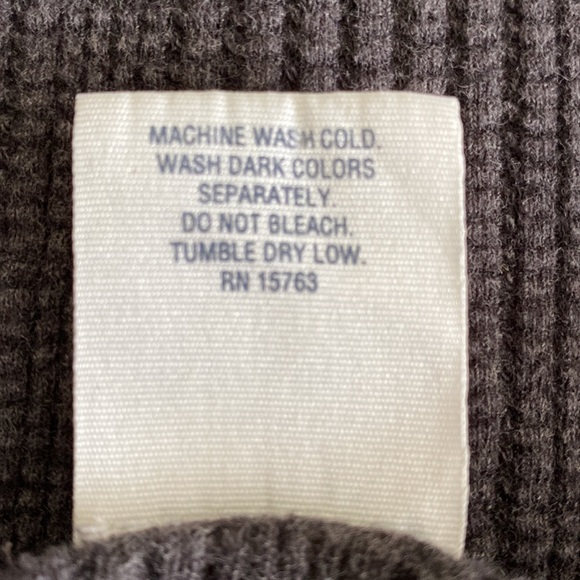 MACHINE WASH COLD.
WASH DARK COLORS
SEPARATELY.
DO NOT BLEACH.
TUMBLE DRY LOW.
RN 15763